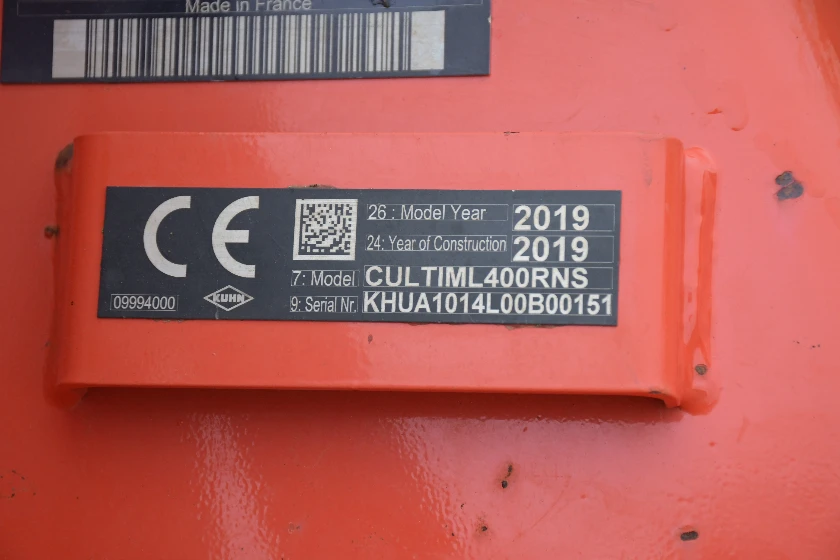 Made in France
CE
26 : Model Year 2019
24: Year of Construction 2019
7: Model CULTIML400RNS
09994000 KUHN 9: Serial Nr. KHUA1014L00B00151